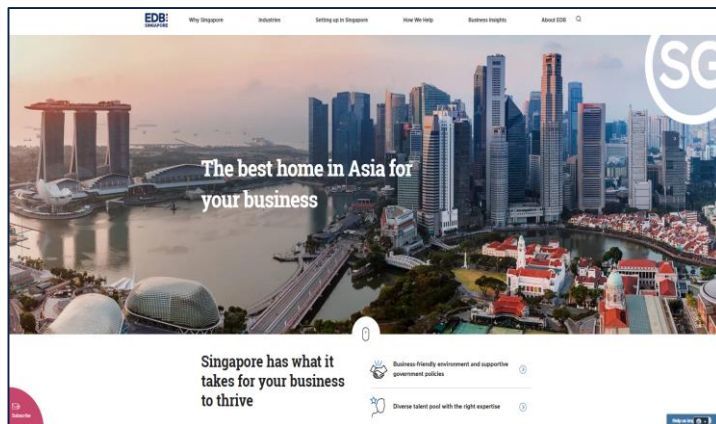 EDB
SINGAPORE
Why Singapore
Industries
Setting up in Singapore
How We Help
Business Insights
About EDB
SG
The best home in Asia for
your business
Singapore has what it
takes for your business
to thrive
Business-friendly environment and supportive
government policies
Diverse talent pool with the right expertise
Subscribe
Help us